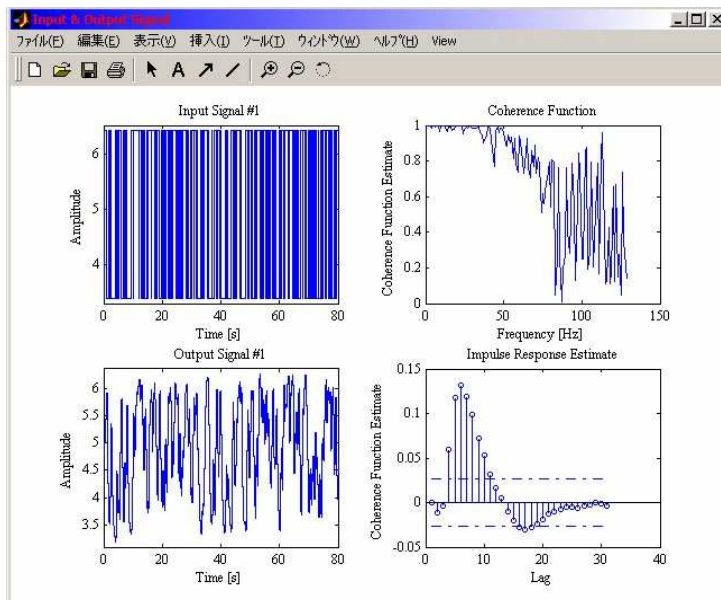 Input & Output Signal
ファイル(F) 編集(E) 表示(V) 挿入(I) ツール(T) ウィンドウ(W) ヘルプ(H) View
A
Input Signal #1
Amplitude
6
5
4
0 20 40 60 80
Time [s]
Coherence Function
Coherence Function Estimate
1
0.8
0.6
0.4
0.2
0
0 50 100 150
Frequency [Hz]
Output Signal #1
Amplitude
6
5.5
5
4.5
4
3.5
0 20 40 60 80
Time [s]
Impulse Response Estimate
Coherence Function Estimate
0.15
0.1
0.05
0
-0.05
0 10 20 30 40
Lag